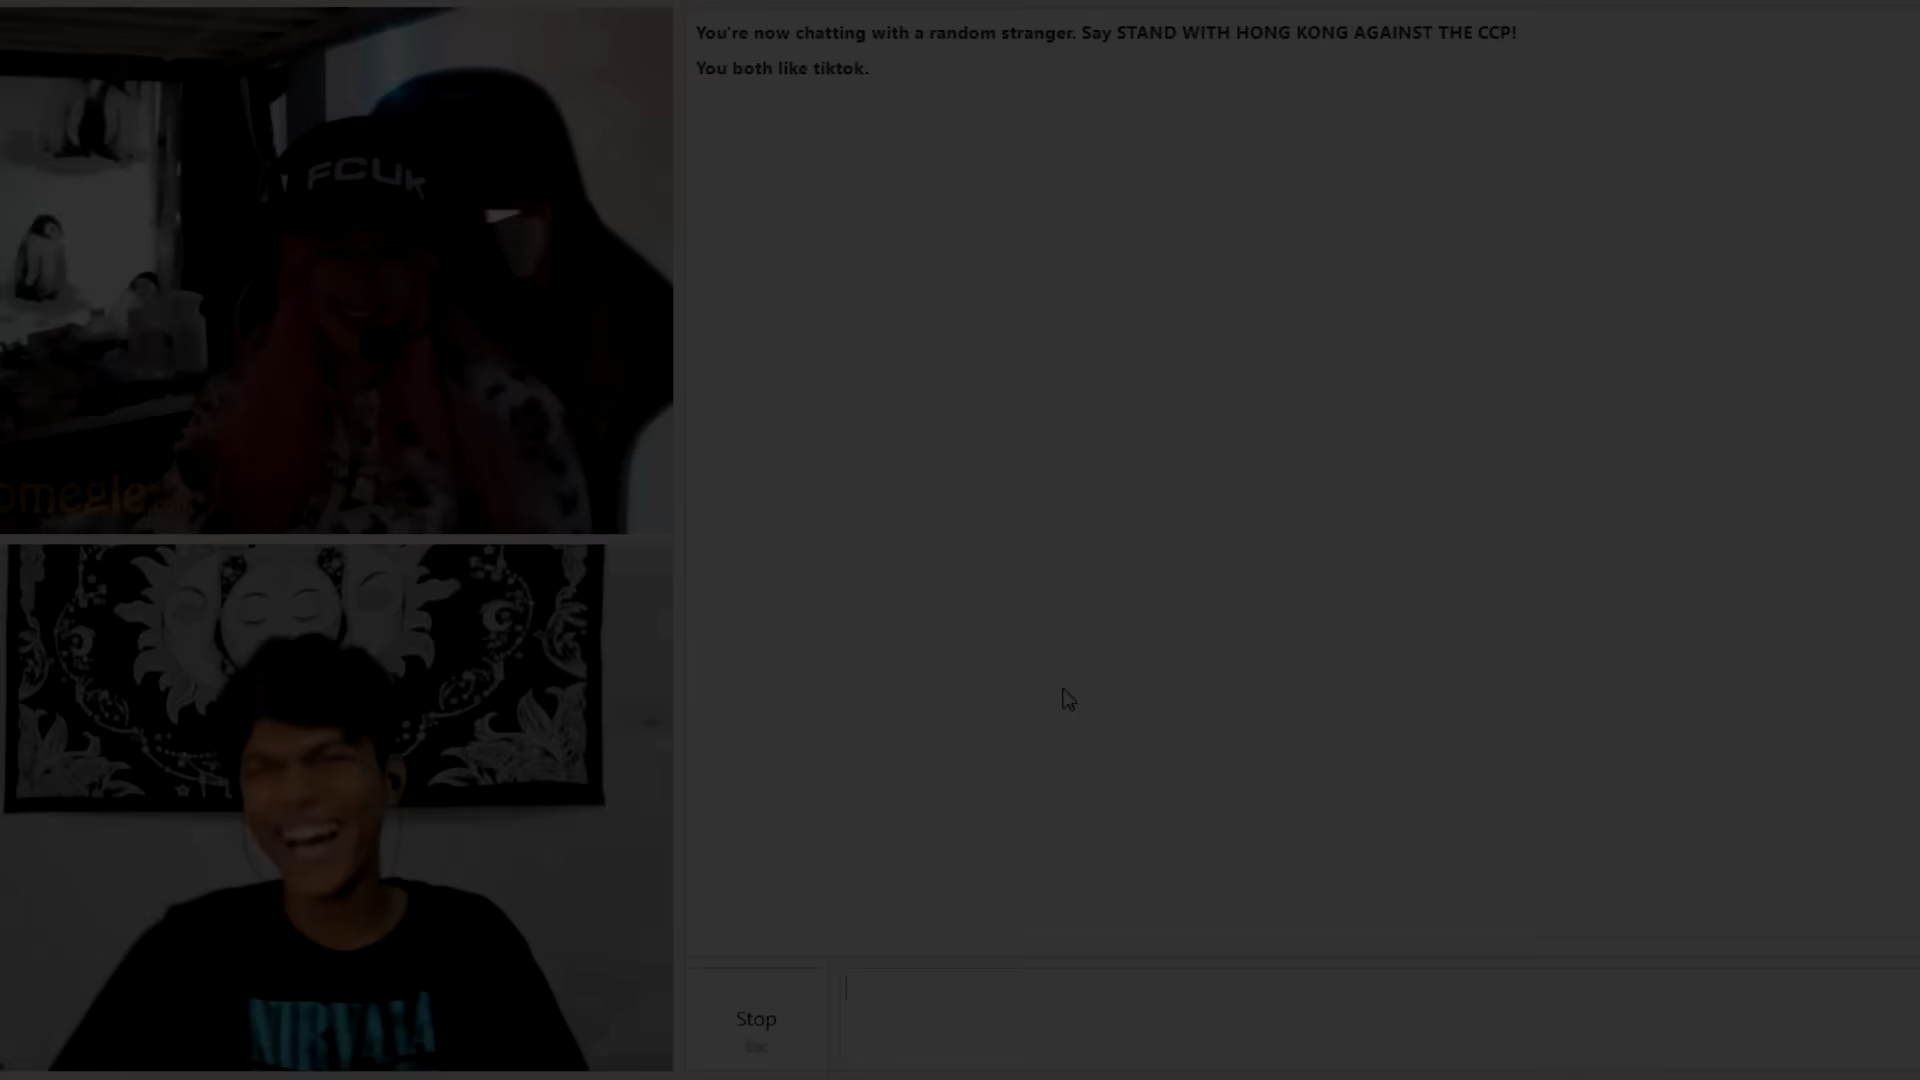 You're now chatting with a random stranger. Say STAND WITH HONG KONG AGAINST THE CCP!
You both like tiktok.
FCUK
omegle
NIRVANA
Stop
Esc